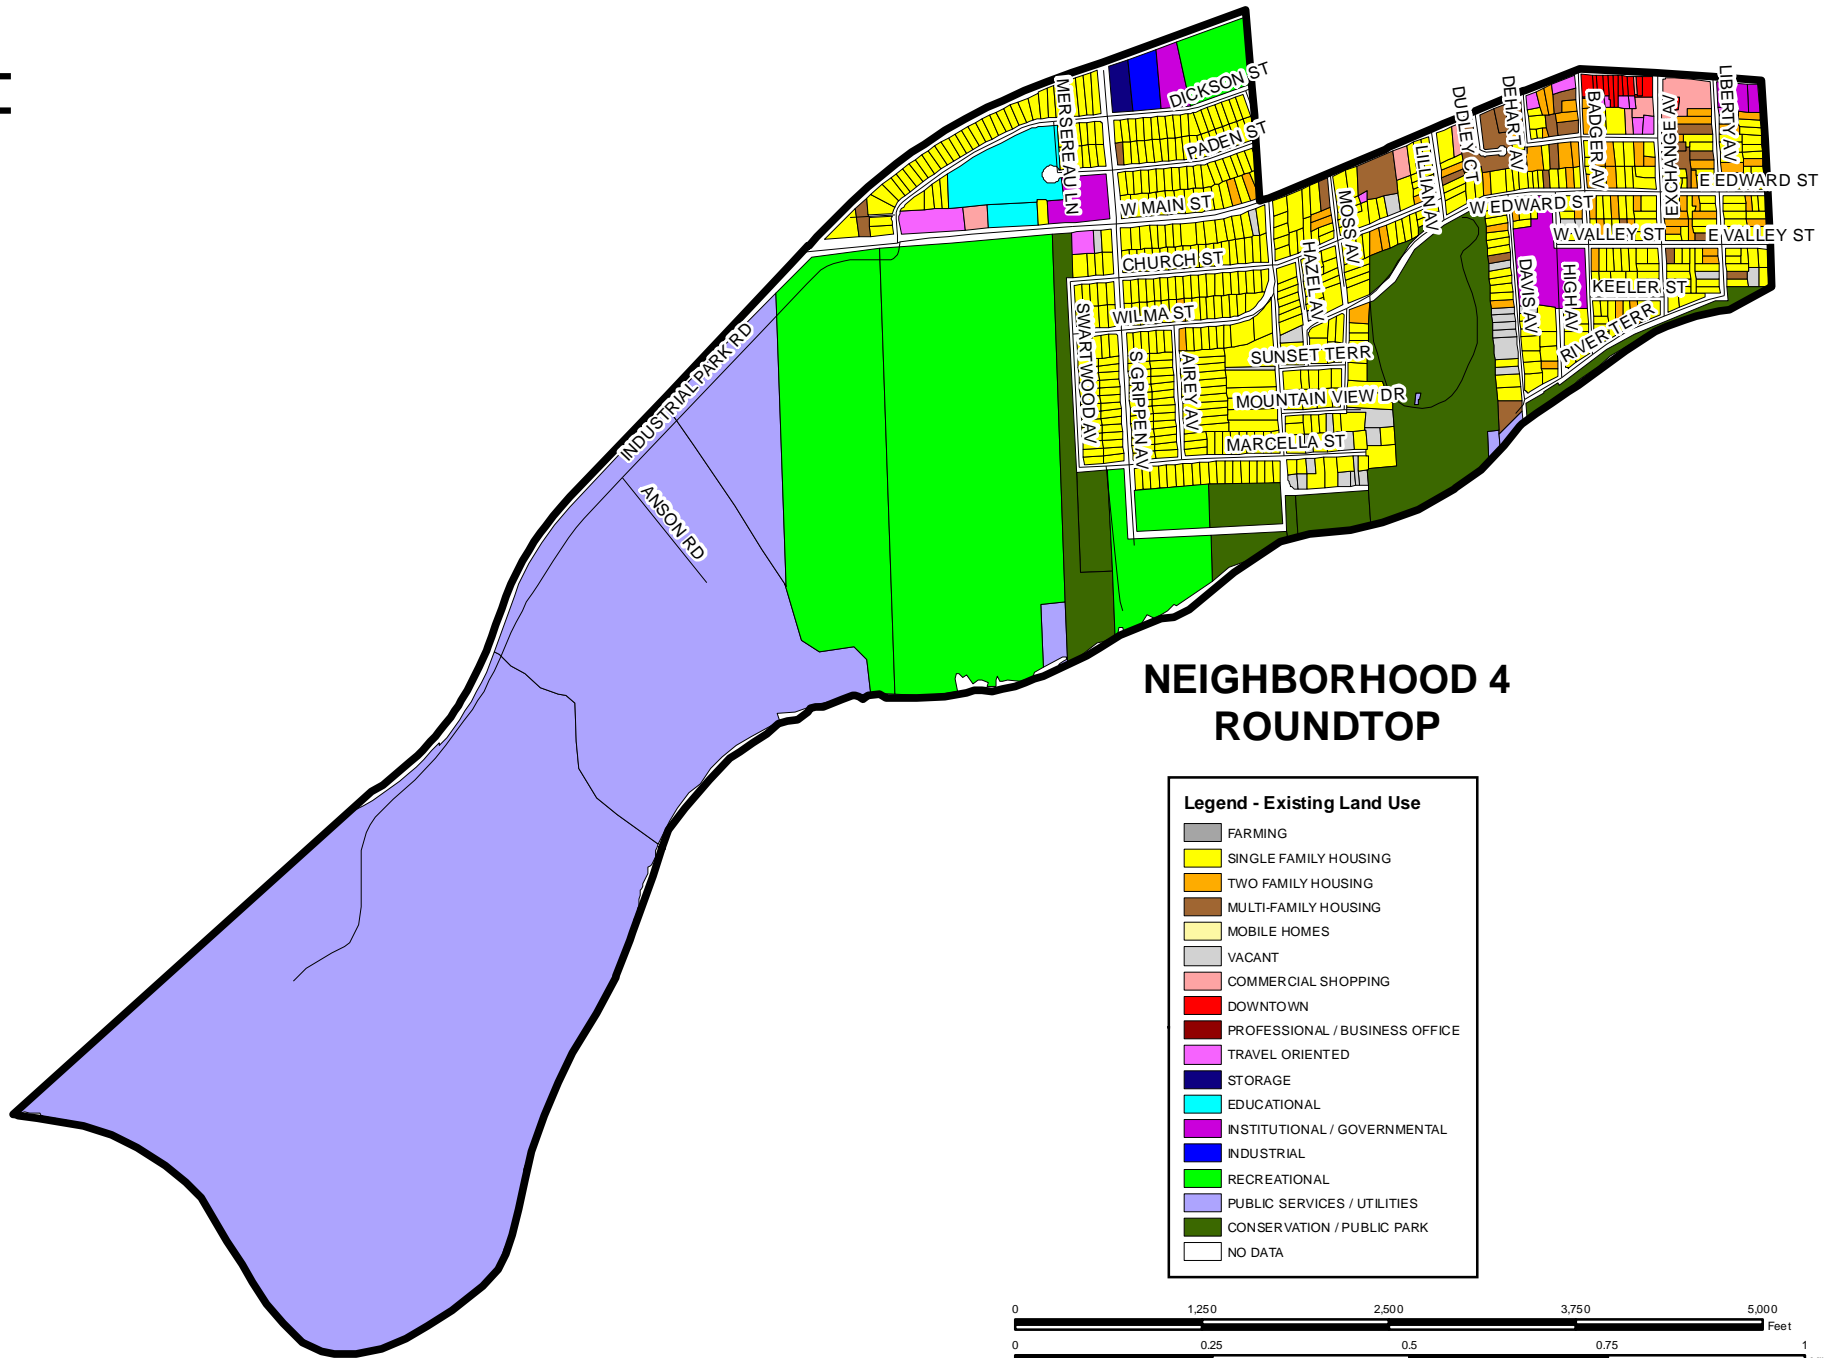 MERSEREAU LN
DICKSON ST
PADEN ST
W MAIN ST
CHURCH ST
WILMA ST
SWARTWOOD AV
S GRIPPEN AV
AIREY AV
SUNSET TERR
MOUNTAIN VIEW DR
MARCELLA ST
HAZEL AV
MOSS AV
LILLIAN AV
DUDLEY CT
DEHART AV
BADGER AV
EXCHANGE AV
LIBERTY AV
E EDWARD ST
W EDWARD ST
W VALLEY ST
E VALLEY ST
DAVIS AV
HIGH AV
KEELER ST
RIVER TERR
INDUSTRIAL PARK RD
ANSON RD
NEIGHBORHOOD 4
ROUNDTOP
Legend - Existing Land Use
FARMING
SINGLE FAMILY HOUSING
TWO FAMILY HOUSING
MULTI-FAMILY HOUSING
MOBILE HOMES
VACANT
COMMERCIAL SHOPPING
DOWNTOWN
PROFESSIONAL / BUSINESS OFFICE
TRAVEL ORIENTED
STORAGE
EDUCATIONAL
INSTITUTIONAL / GOVERNMENTAL
INDUSTRIAL
RECREATIONAL
PUBLIC SERVICES / UTILITIES
CONSERVATION / PUBLIC PARK
NO DATA
0 1,250 2,500 3,750 5,000
Feet
0 0.25 0.5 0.75 1